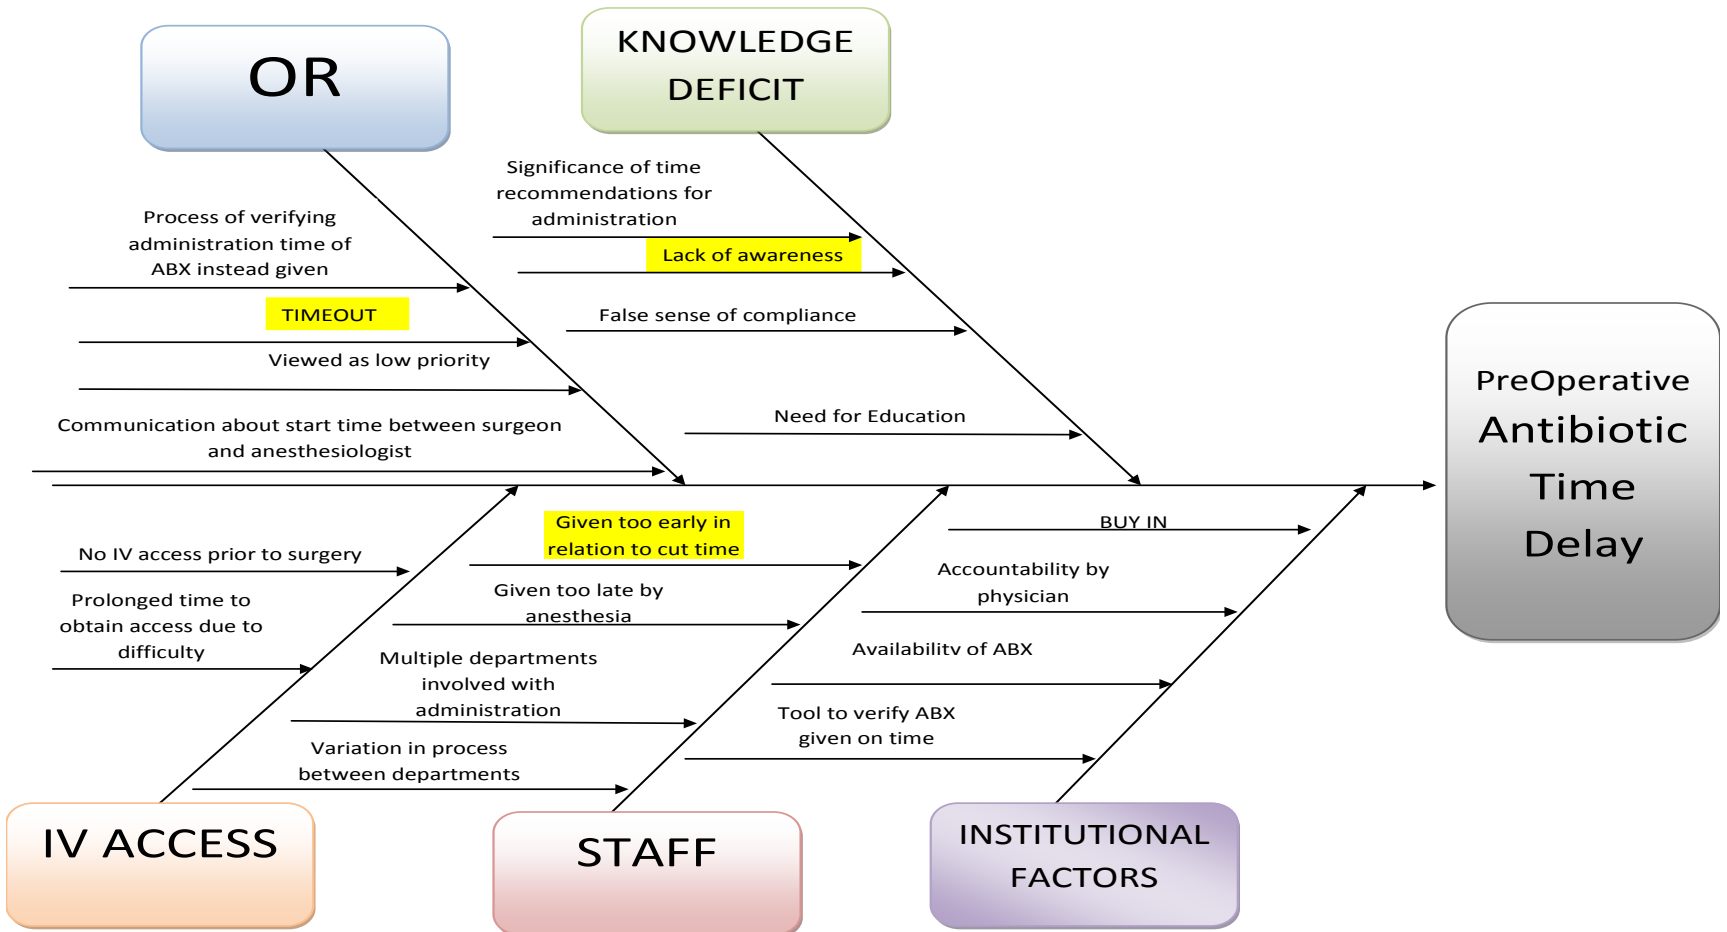 OR
KNOWLEDGE
DEFICIT
Significance of time
recommendations for
administration
Process of verifying
administration time of
ABX instead given
Lack of awareness
TIMEOUT
False sense of compliance
Viewed as low priority
Need for Education
Communication about start time between surgeon
and anesthesiologist
PreOperative
Antibiotic
Time
Delay
No IV access prior to surgery
Prolonged time to
obtain access due to
difficulty
Given too early in
relation to cut time
Given too late by
anesthesia
Multiple departments
involved with
administration
Variation in process
between departments
BUY IN
Accountability by
physician
Availability of ABX
Tool to verify ABX
given on time
IV ACCESS
STAFF
INSTITUTIONAL
FACTORS